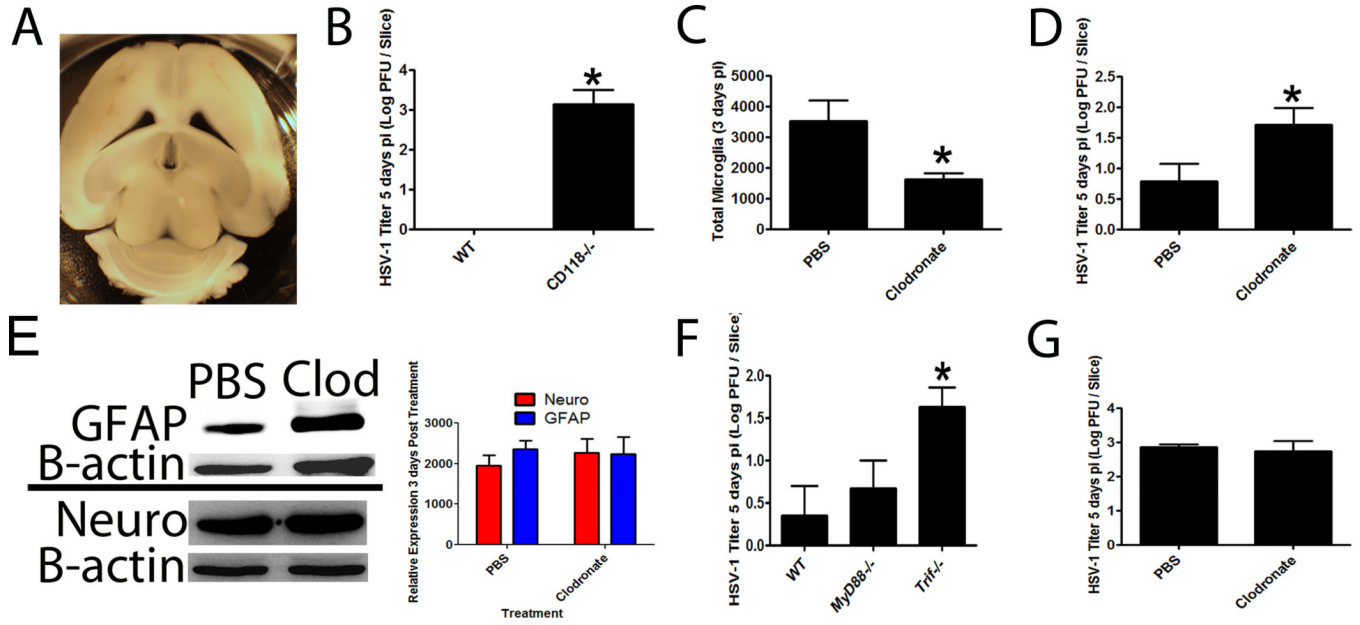 A
B
HSV-1 Titer 5 days pi (Log PFU / Slice)
4
3
2
1
0
*
WT
CD118-/-
C
Total Microglia (3 days pi)
5000
4000
3000
2000
1000
0
*
PBS
Clodronate
D
HSV-1 Titer 5 days pi (Log PFU / Slice)
2.5
2.0
1.5
1.0
0.5
0.0
*
PBS
Clodronate
E
PBS Clod
GFAP
B-actin
Neuro
B-actin
Relative Expression 3 days Post Treatment
3000
2000
1000
0
Neuro
GFAP
PBS
Clodronate
Treatment
F
HSV-1 Titer 5 days pi (Log PFU / Slice)
2.0
1.5
1.0
0.5
0.0
*
WT
MyD88-/-
Trif-/-
G
HSV-1 Titer 5 days pi (Log PFU / Slice)
4
3
2
1
0
PBS
Clodronate